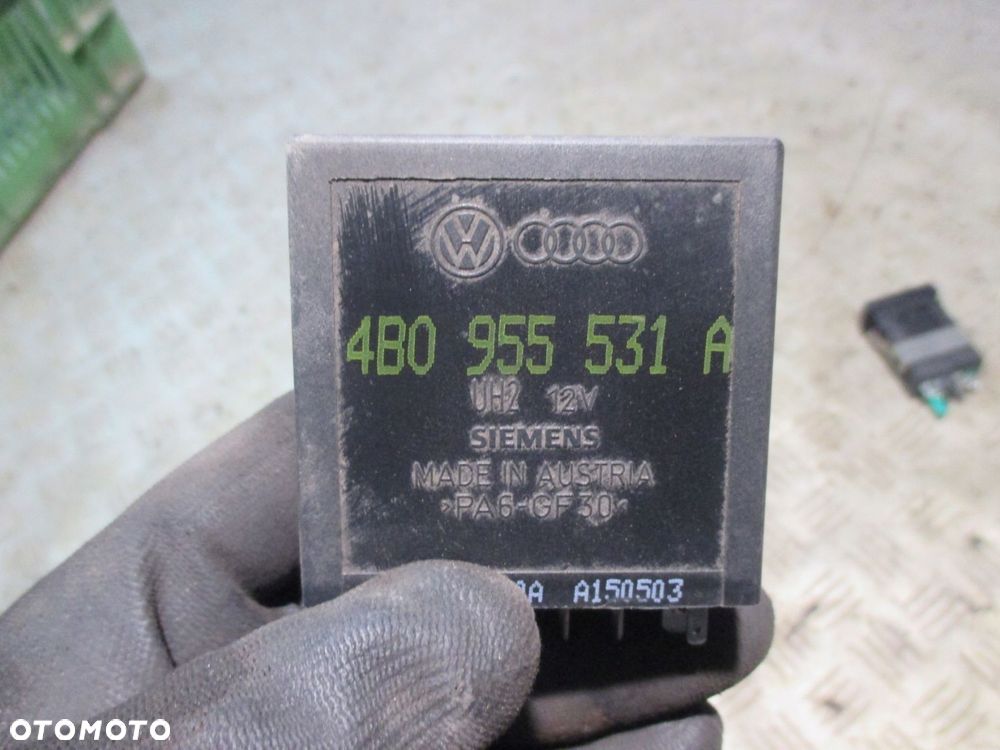 4B0 955 531 A
UH2 12V
SIEMENS
MADE IN AUSTRIA
>PA6-GF30<
A A150503
OTOMOTO